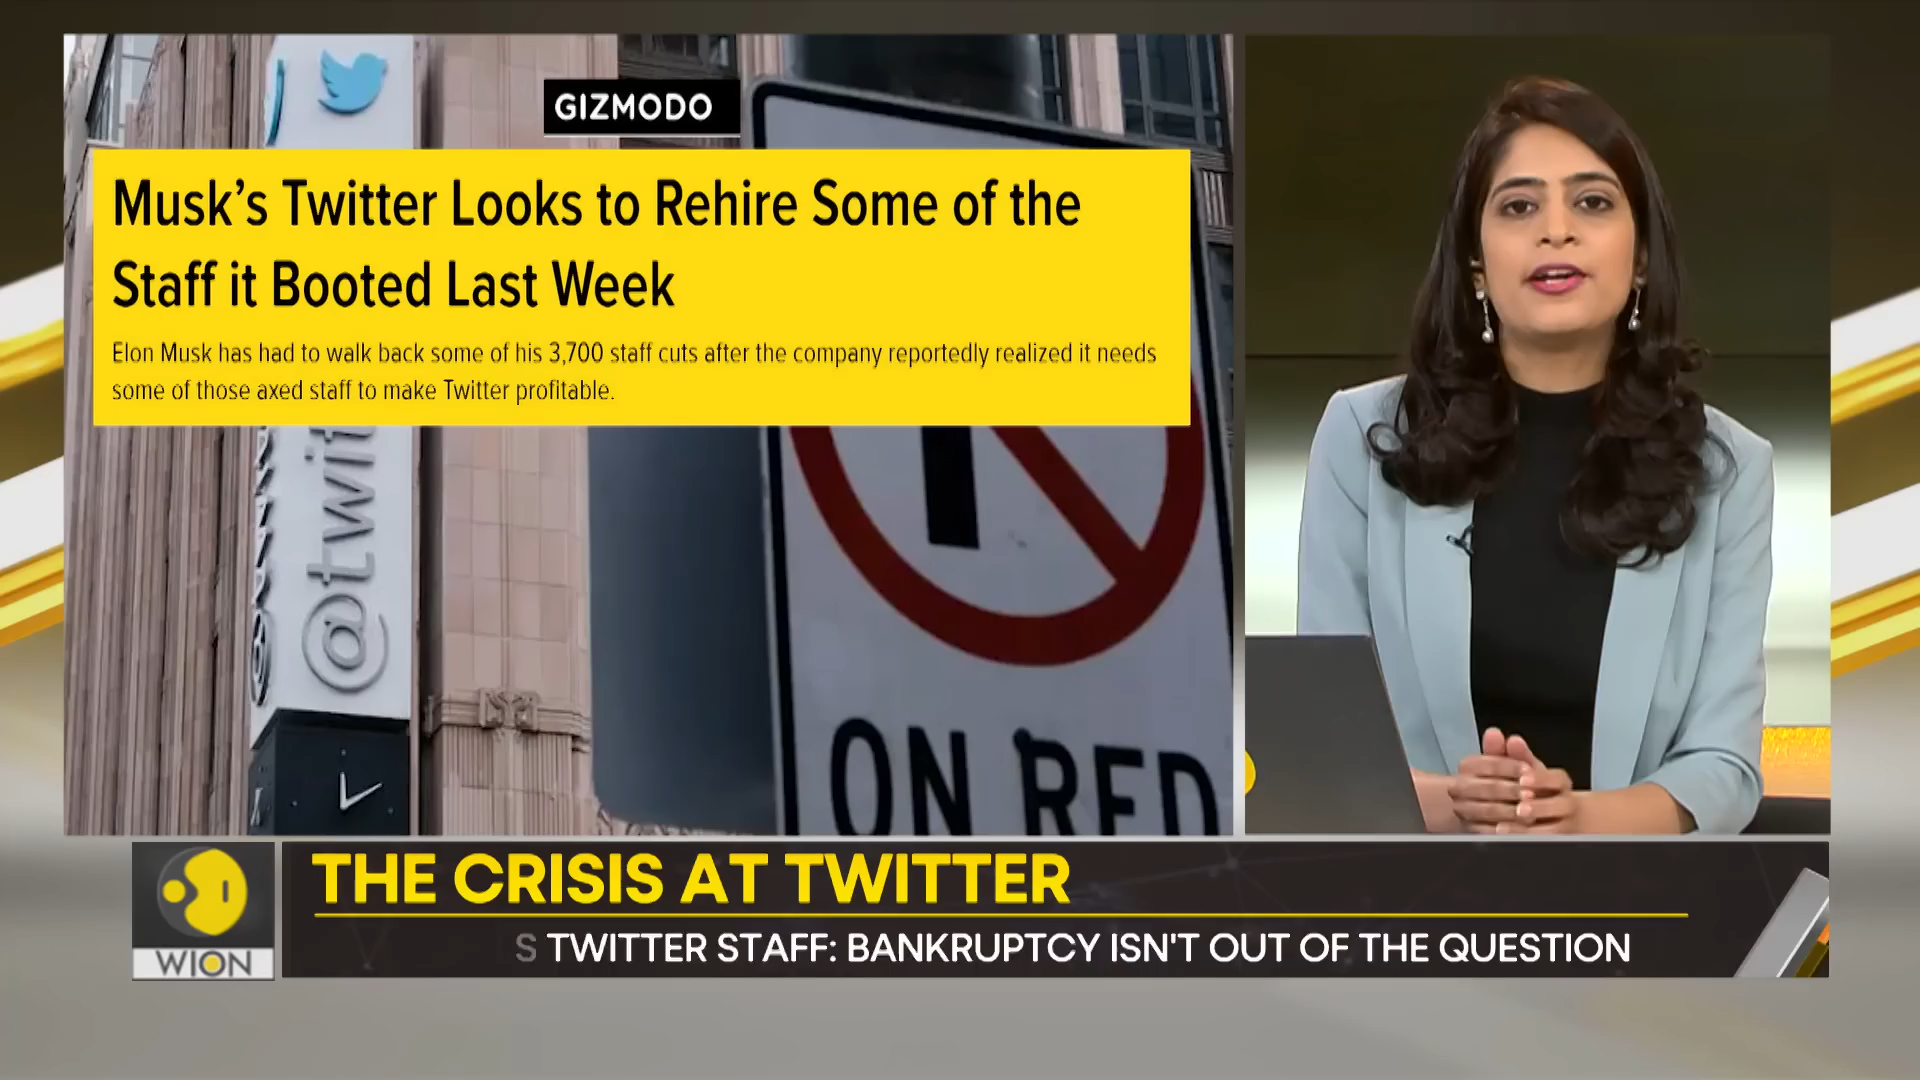 GIZMODO
Musk's Twitter Looks to Rehire Some of the
Staff it Booted Last Week
Elon Musk has had to walk back some of his 3,700 staff cuts after the company reportedly realized it needs
some of those axed staff to make Twitter profitable.
@twit
ON RED
THE CRISIS AT TWITTER
S TWITTER STAFF: BANKRUPTCY ISN'T OUT OF THE QUESTION
WION